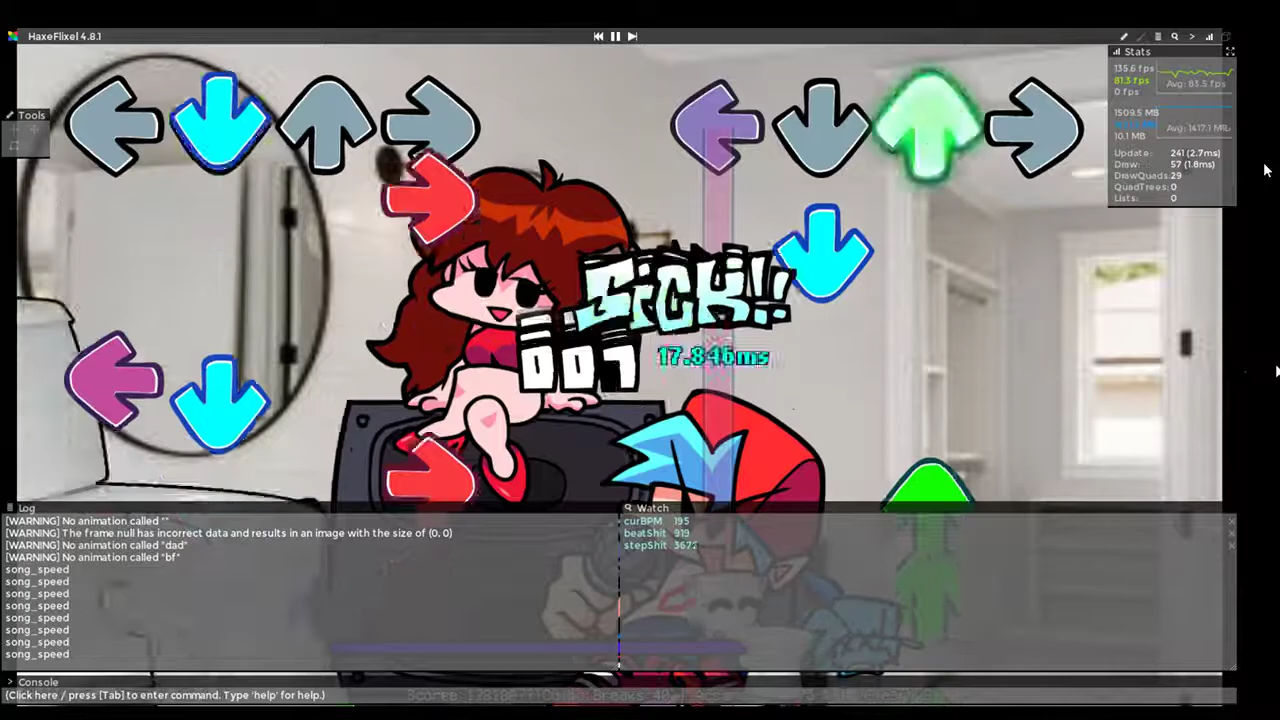 HaxeFlixel 4.8.1
Stats
Tools
135.6 fps
81.3 fps
Avg: 83.5 fps
0 fps
1509.5 MB
10.1 MB
Update: 241 (2.7ms)
Draw: 57 (1.8ms)
DrawQuads:29
QuadTrees:0
Lists: 0
SiCK!!
007
17.846ms
Log
[WARNING] No animation called ""
[WARNING] The frame null has incorrect data and results in an image with the size of (0, 0)
[WARNING] No animation called "dad"
[WARNING] No animation called "bf"
song_speed
song_speed
song_speed
song_speed
song_speed
song_speed
song_speed
song_speed
Watch
curBPM 195
beatShit 919
stepShit 3672
> Console
(Click here / press [Tab] to enter command. Type 'help' for help.)